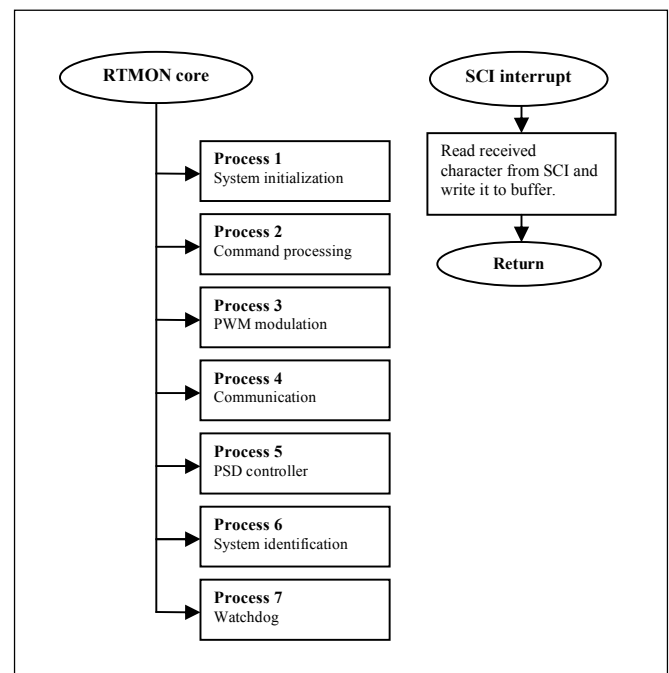 RTMON core
Process 1
System initialization
Process 2
Command processing
Process 3
PWM modulation
Process 4
Communication
Process 5
PSD controller
Process 6
System identification
Process 7
Watchdog
SCI interrupt
Read received
character from SCI and
write it to buffer.
Return